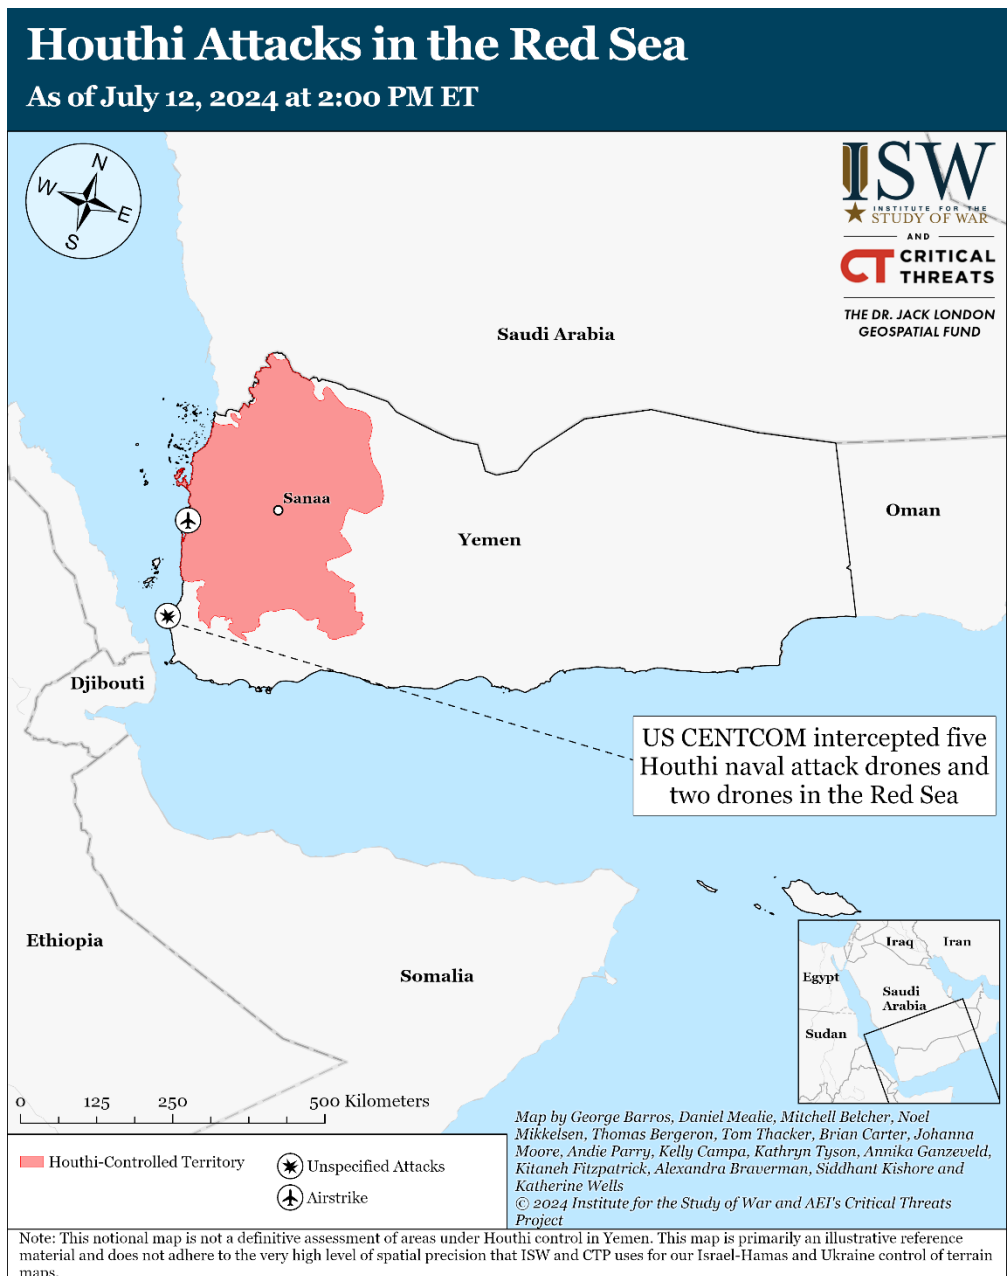 Houthi Attacks in the Red Sea
As of July 12, 2024 at 2:00 PM ET
N
W
E
S
ISW
INSTITUTE FOR THE
STUDY OF WAR
AND
CT CRITICAL
THREATS
THE DR. JACK LONDON
GEOSPATIAL FUND
Saudi Arabia
Sanaa
Oman
Yemen
Djibouti
US CENTCOM intercepted five
Houthi naval attack drones and
two drones in the Red Sea
Ethiopia
Somalia
Iraq
Iran
Egypt
Saudi
Arabia
Sudan
0 125 250 500 Kilometers
Map by George Barros, Daniel Mealie, Mitchell Belcher, Noel
Mikkelsen, Thomas Bergeron, Tom Thacker, Brian Carter, Johanna
Moore, Andie Parry, Kelly Campa, Kathryn Tyson, Annika Ganzeveld,
Kitaneh Fitzpatrick, Alexandra Braverman, Siddhant Kishore and
Katherine Wells
© 2024 Institute for the Study of War and AEI's Critical Threats
Project
Houthi-Controlled Territory
Unspecified Attacks
Airstrike
Note: This notional map is not a definitive assessment of areas under Houthi control in Yemen. This map is primarily an illustrative reference
material and does not adhere to the very high level of spatial precision that ISW and CTP uses for our Israel-Hamas and Ukraine control of terrain
maps.